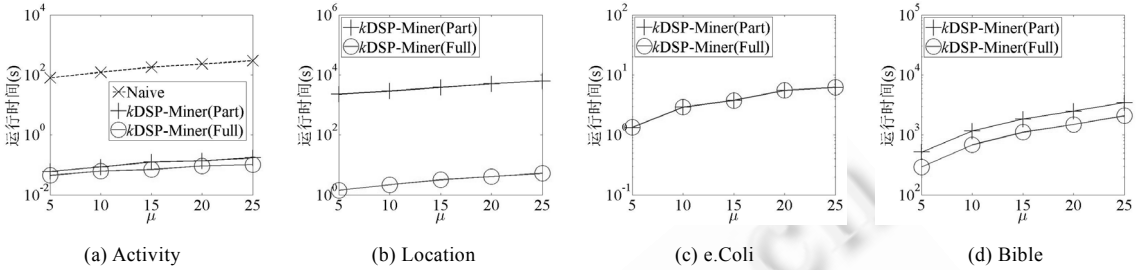 10⁴
10²
10⁰
10⁻²
运行时间(s)
Naive
kDSP-Miner(Part)
kDSP-Miner(Full)
5 10 15 20 25
μ
(a) Activity
10⁶
10⁴
10²
10⁰
运行时间(s)
kDSP-Miner(Part)
kDSP-Miner(Full)
5 10 15 20 25
μ
(b) Location
10¹
10⁰
10⁻¹
运行时间(s)
kDSP-Miner(Part)
kDSP-Miner(Full)
5 10 15 20 25
μ
(c) e.Coli
10⁵
10⁴
10³
10²
运行时间(s)
kDSP-Miner(Part)
kDSP-Miner(Full)
5 10 15 20 25
μ
(d) Bible